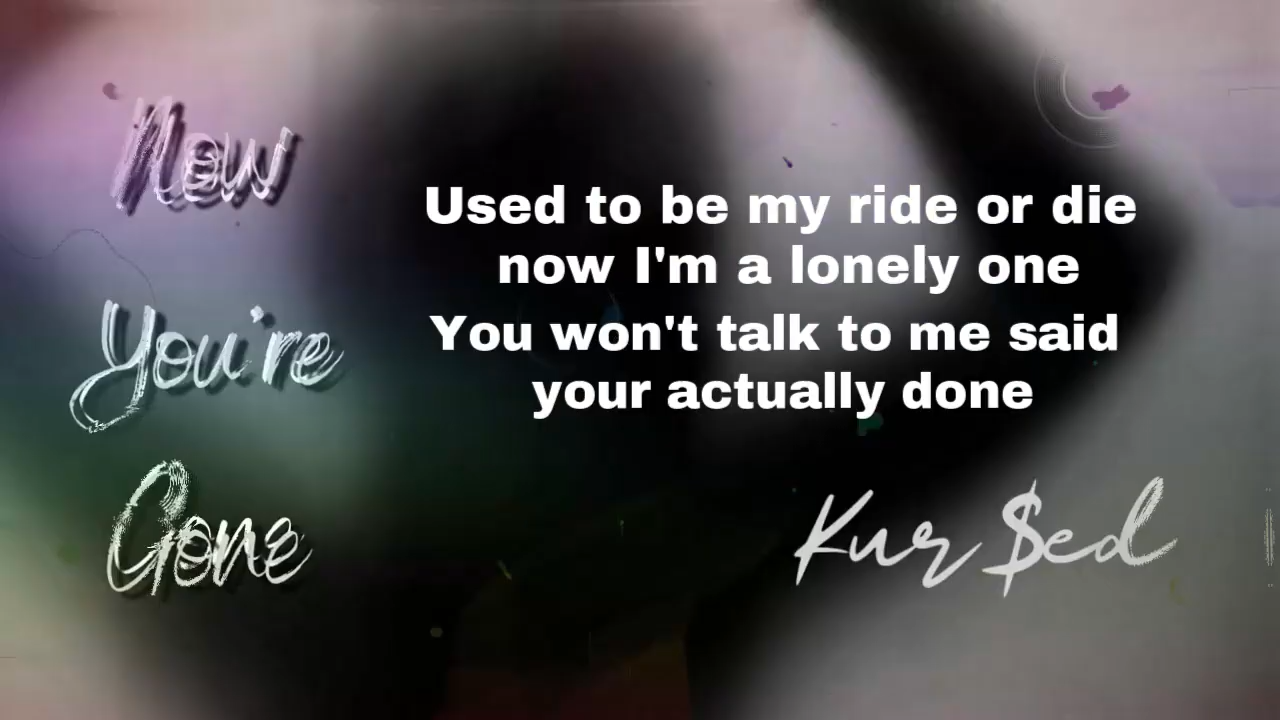 Now
You're
Gone
Used to be my ride or die
now I'm a lonely one
You won't talk to me said
your actually done
Kur$ed